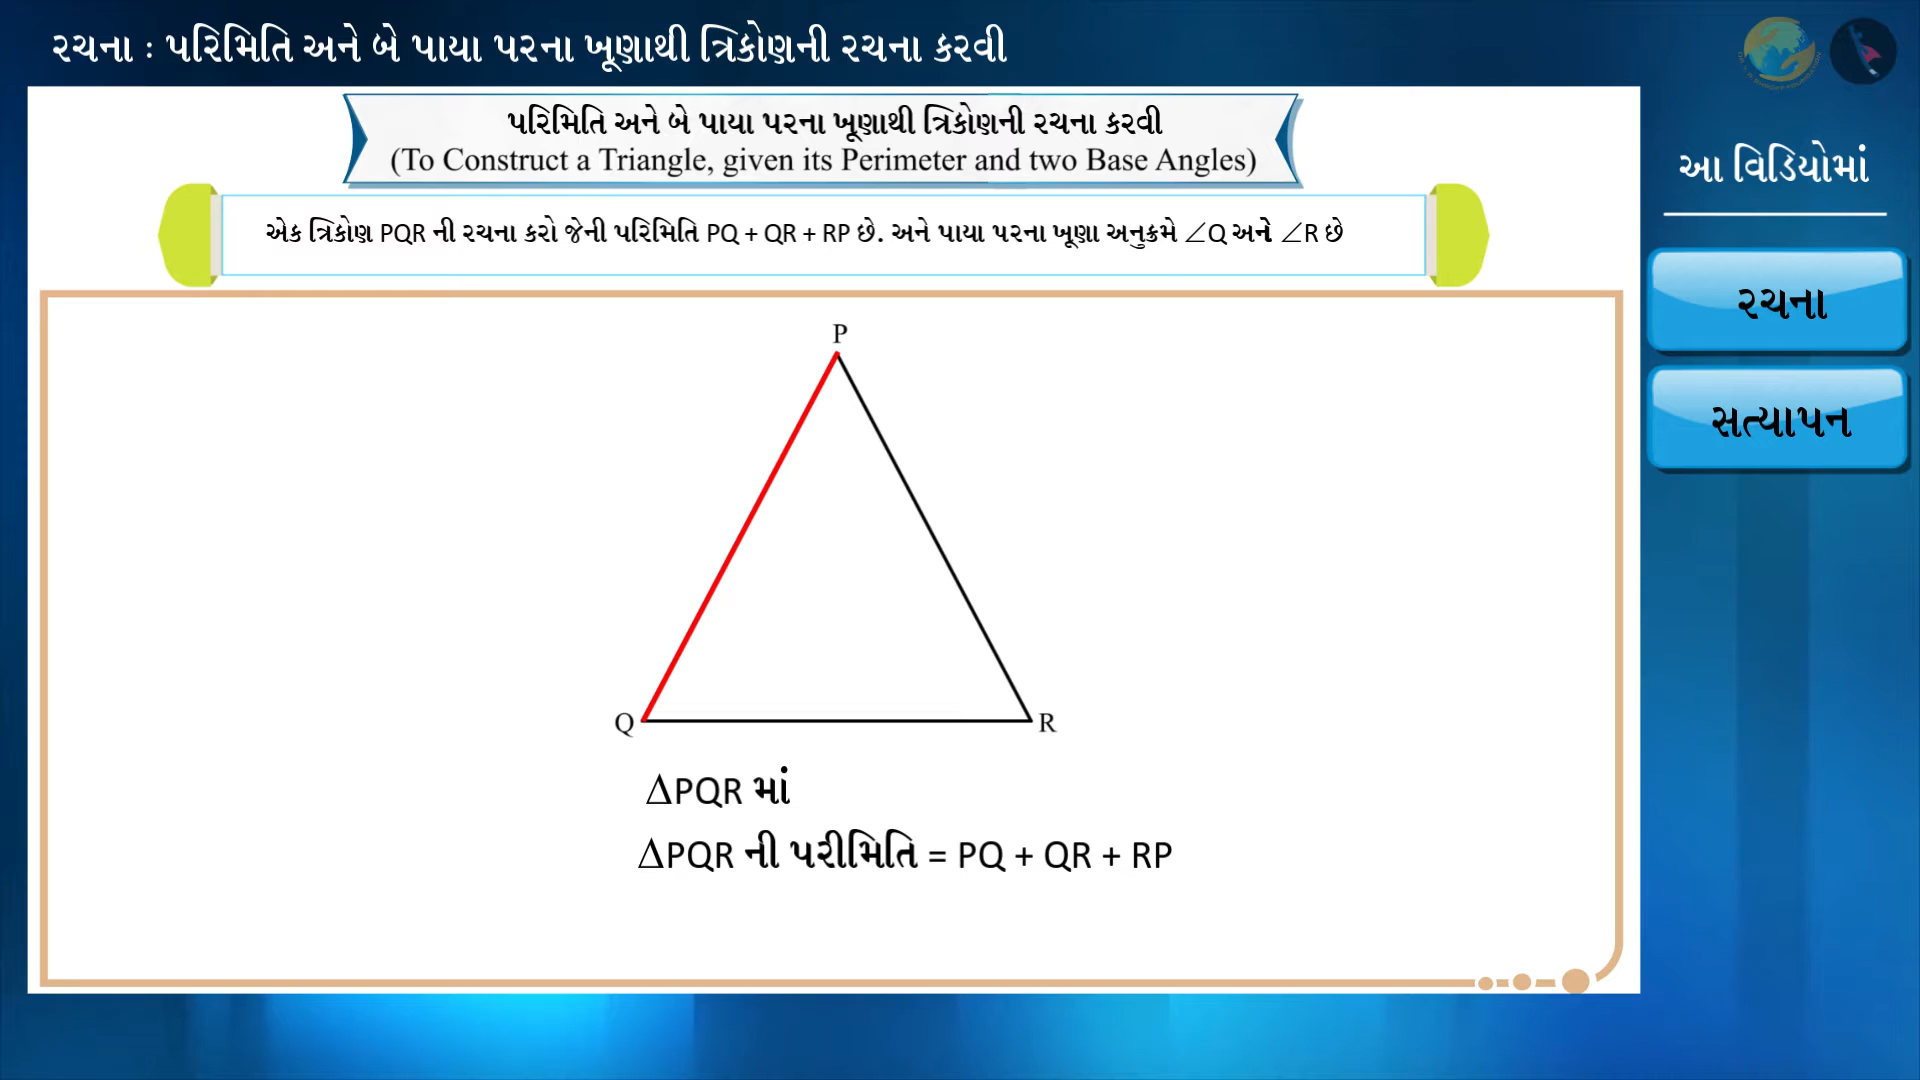 રચના : પરિમિતિ અને બે પાયા પરના ખૂણાથી ત્રિકોણની રચના કરવી
પરિમિતિ અને બે પાયા પરના ખૂણાથી ત્રિકોણની રચના કરવી
(To Construct a Triangle, given its Perimeter and two Base Angles)
એક ત્રિકોણ PQR ની રચના કરો જેની પરિમિતિ PQ + QR + RP છે. અને પાયા પરના ખૂણા અનુક્રમે ∠Q અને ∠R છે
P
Q
R
ΔPQR માં
ΔPQR ની પરીમિતિ = PQ + QR + RP
આ વિડિયોમાં
રચના
સત્યાપન